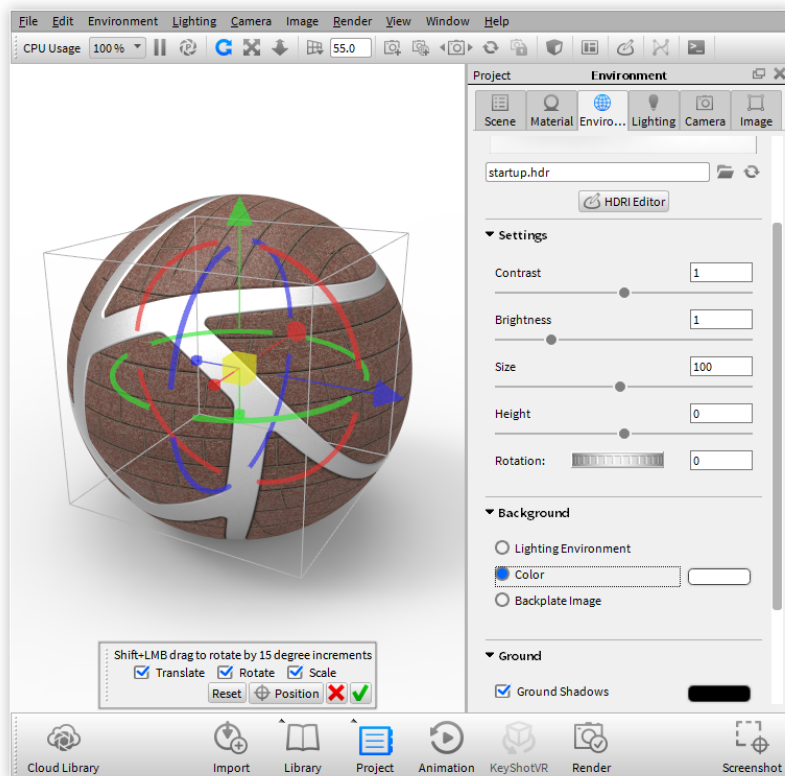 File Edit Environment Lighting Camera Image Render View Window Help
CPU Usage 100 % 55.0
Project Environment
Scene Material Enviro... Lighting Camera Image
startup.hdr
HDRI Editor
Settings
Contrast 1
Brightness 1
Size 100
Height 0
Rotation: 0
Background
Lighting Environment
Color
Backplate Image
Shift+LMB drag to rotate by 15 degree increments
Translate Rotate Scale
Reset Position
Ground
Ground Shadows
Cloud Library Import Library Project Animation KeyShotVR Render Screenshot